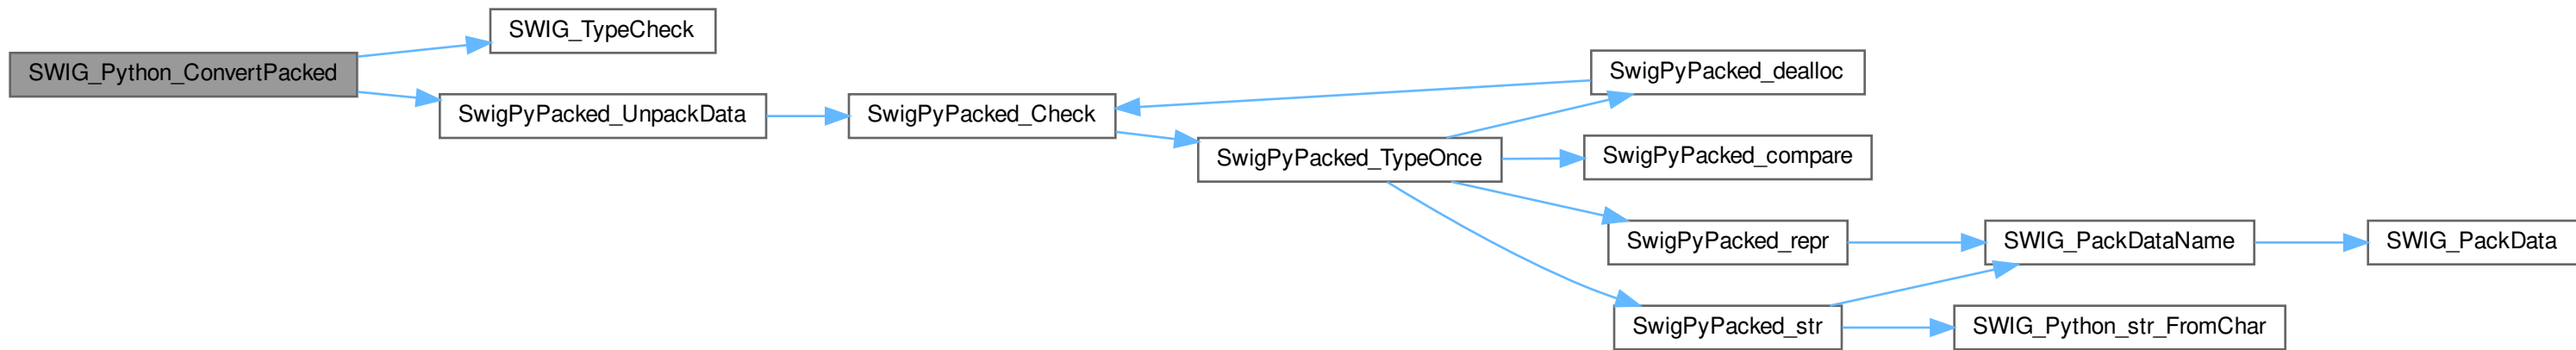 SWIG_Python_ConvertPacked
SWIG_TypeCheck
SwigPyPacked_UnpackData
SwigPyPacked_Check
SwigPyPacked_TypeOnce
SwigPyPacked_dealloc
SwigPyPacked_compare
SwigPyPacked_repr
SwigPyPacked_str
SWIG_PackDataName
SWIG_Python_str_FromChar
SWIG_PackData